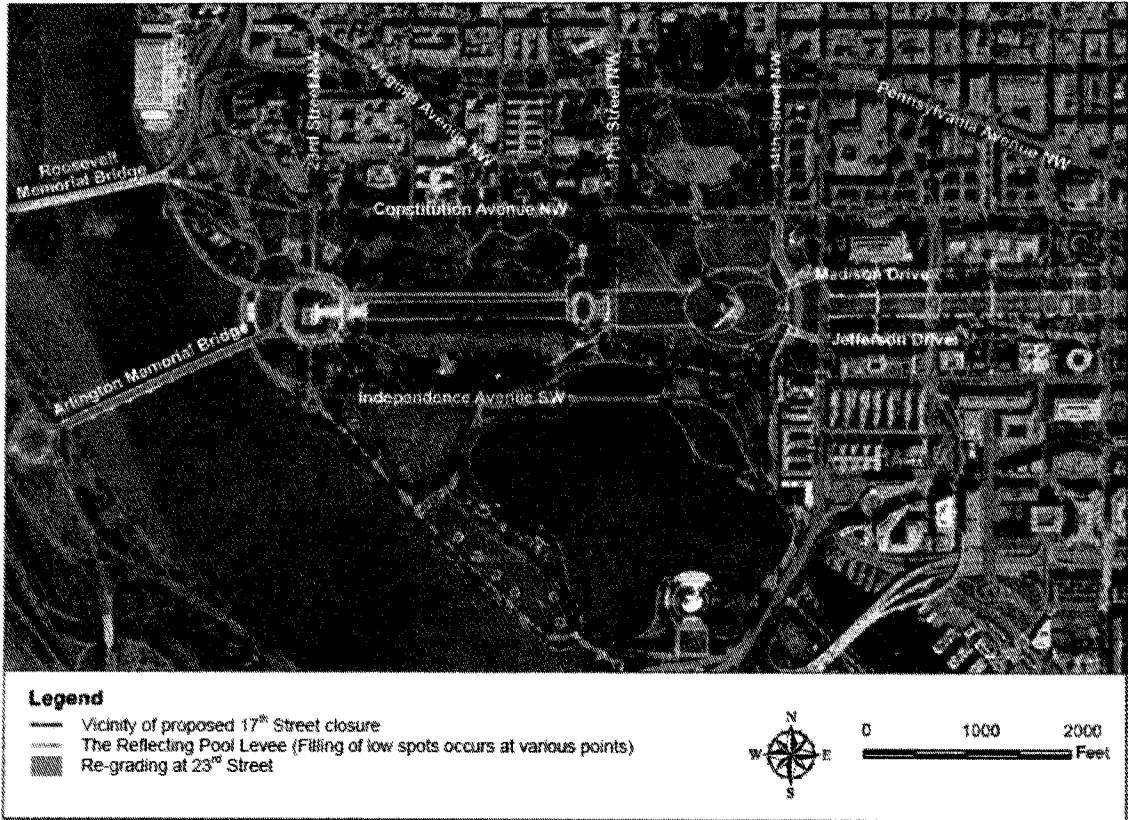 23rd Street NW
Virginia Avenue NW
17th Street NW
14th Street NW
Pennsylvania Avenue NW
Roosevelt
Memorial Bridge
Constitution Avenue NW
Madison Drive
Arlington Memorial Bridge
Jefferson Drive
Independence Avenue SW
Legend
Vicinity of proposed 17th Street closure
The Reflecting Pool Levee (Filling of low spots occurs at various points)
Re-grading at 23rd Street
N
W E
S
0 1000 2000
Feet